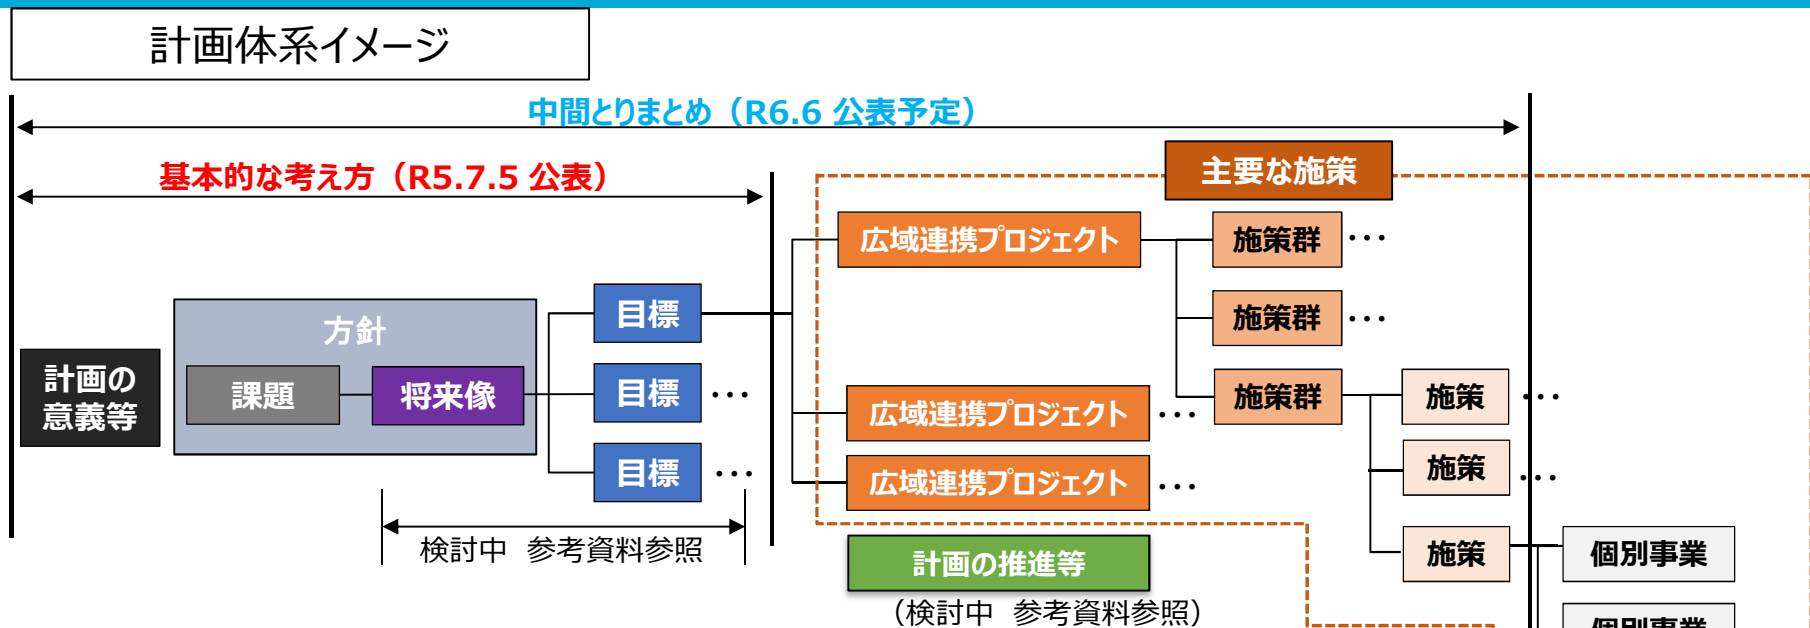 計画体系イメージ
中間とりまとめ（R6.6 公表予定）
基本的な考え方（R5.7.5 公表）
主要な施策
計画の
意義等
方針
課題
将来像
目標
目標
…
目標
…
検討中　参考資料参照
広域連携プロジェクト
広域連携プロジェクト
…
広域連携プロジェクト
…
施策群
…
施策群
…
施策群
施策
…
施策
…
施策
個別事業
個別事業
計画の推進等
（検討中　参考資料参照）